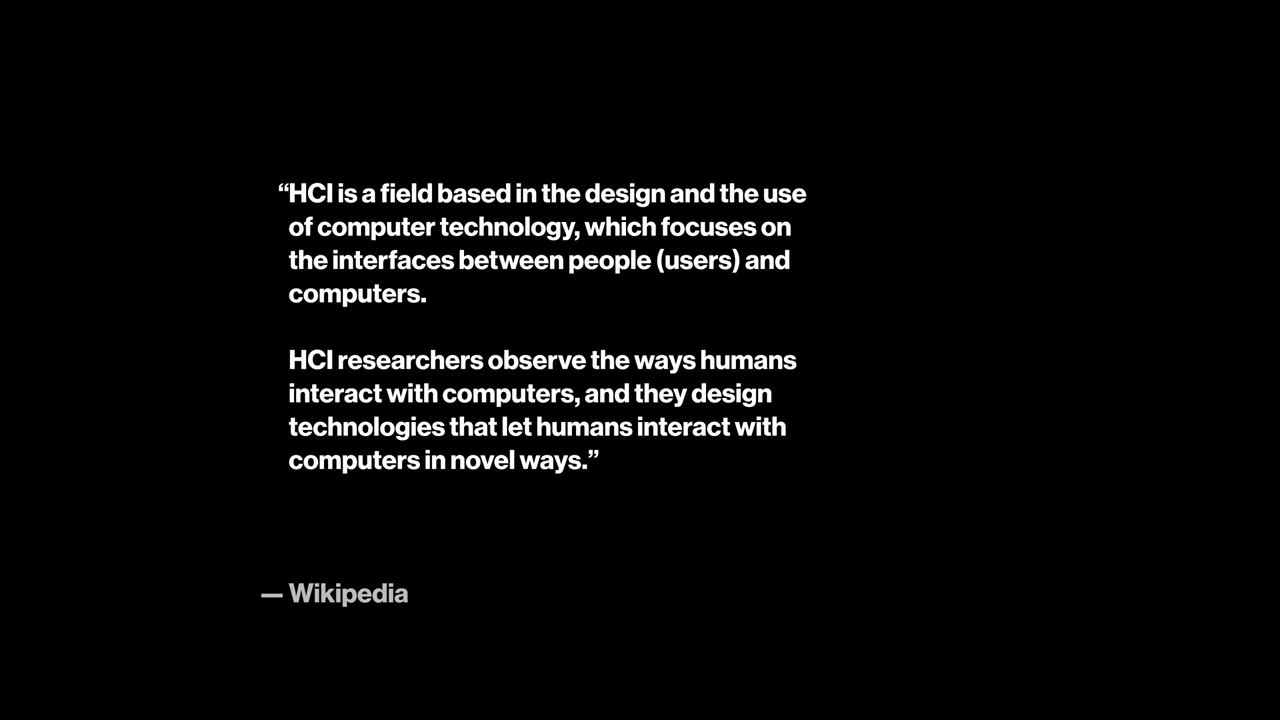 “HCI is a field based in the design and the use
of computer technology, which focuses on
the interfaces between people (users) and
computers.
HCI researchers observe the ways humans
interact with computers, and they design
technologies that let humans interact with
computers in novel ways.”
— Wikipedia